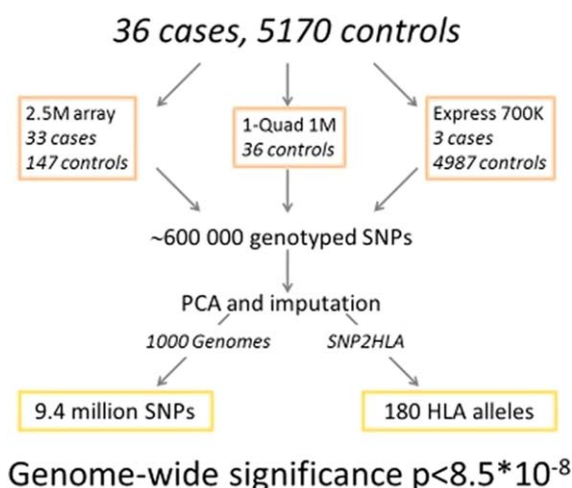 36 cases, 5170 controls
2.5M array
33 cases
147 controls
1-Quad 1M
36 controls
Express 700K
3 cases
4987 controls
~600 000 genotyped SNPs
PCA and imputation
1000 Genomes
SNP2HLA
9.4 million SNPs
180 HLA alleles
Genome-wide significance p<8.5*10⁻⁸